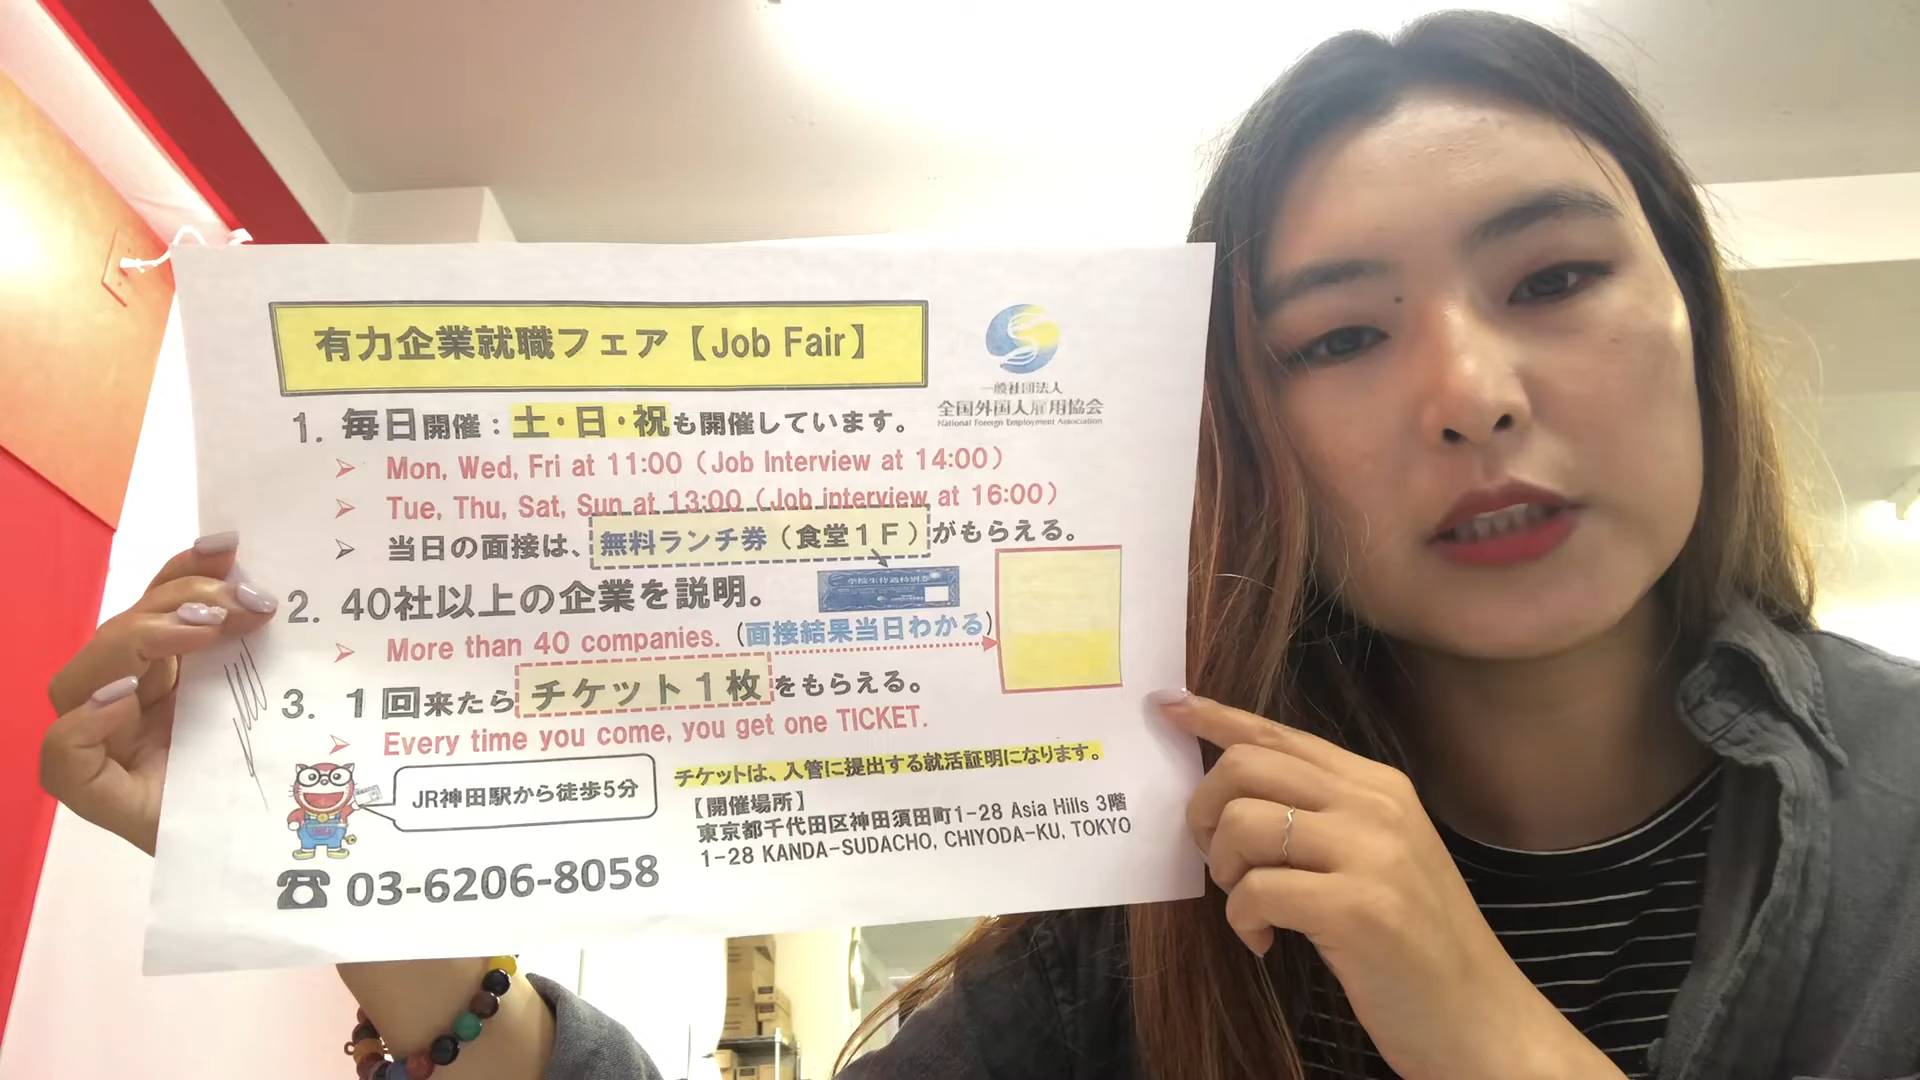 有力企業就職フェア【Job Fair】
一般社団法人
全国外国人雇用協会
National Foreign Employment Association
1. 毎日開催：土・日・祝も開催しています。
➢ Mon, Wed, Fri at 11:00（Job Interview at 14:00）
➢ Tue, Thu, Sat, Sun at 13:00（Job interview at 16:00）
➢ 当日の面接は、無料ランチ券（食堂１Ｆ）がもらえる。
2. 40社以上の企業を説明。
➢ More than 40 companies.（面接結果当日わかる）
3. １回来たらチケット１枚をもらえる。
➢ Every time you come, you get one TICKET.
チケットは、入管に提出する就活証明になります。
JR神田駅から徒歩5分
【開催場所】
東京都千代田区神田須田町1-28 Asia Hills 3階
1-28 KANDA-SUDACHO, CHIYODA-KU, TOKYO
☎ 03-6206-8058